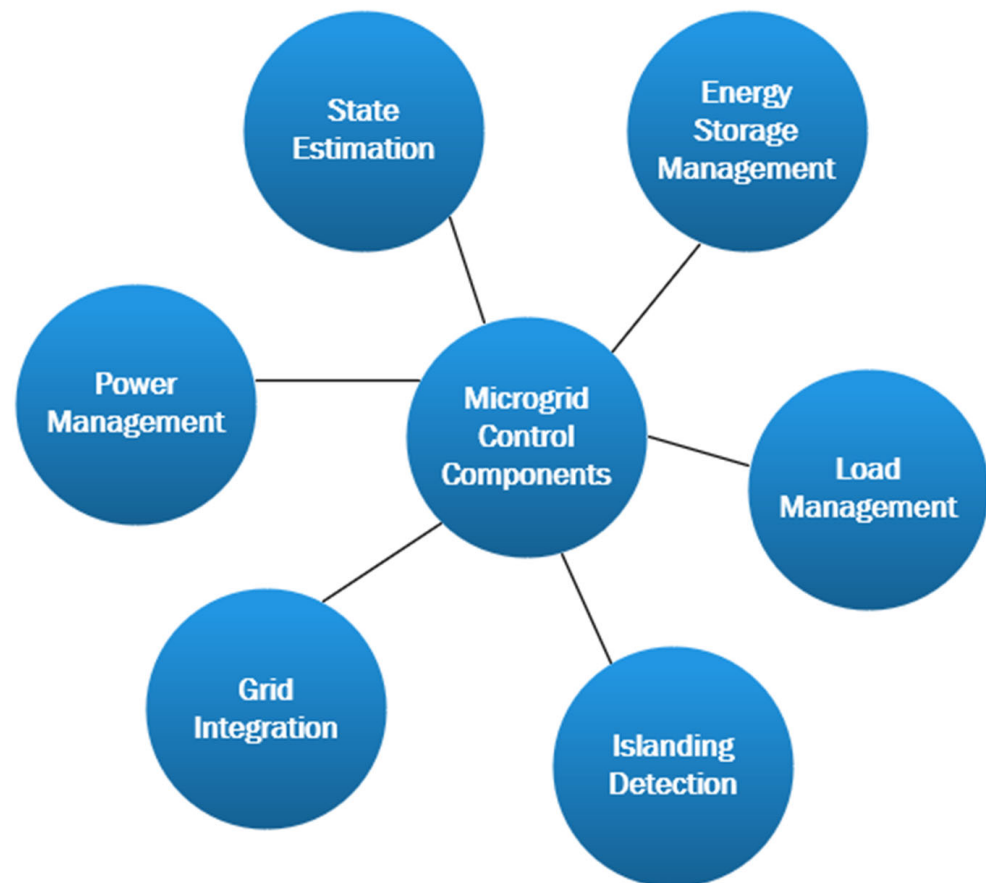 State
Estimation
Energy
Storage
Management
Power
Management
Microgrid
Control
Components
Load
Management
Grid
Integration
Islanding
Detection